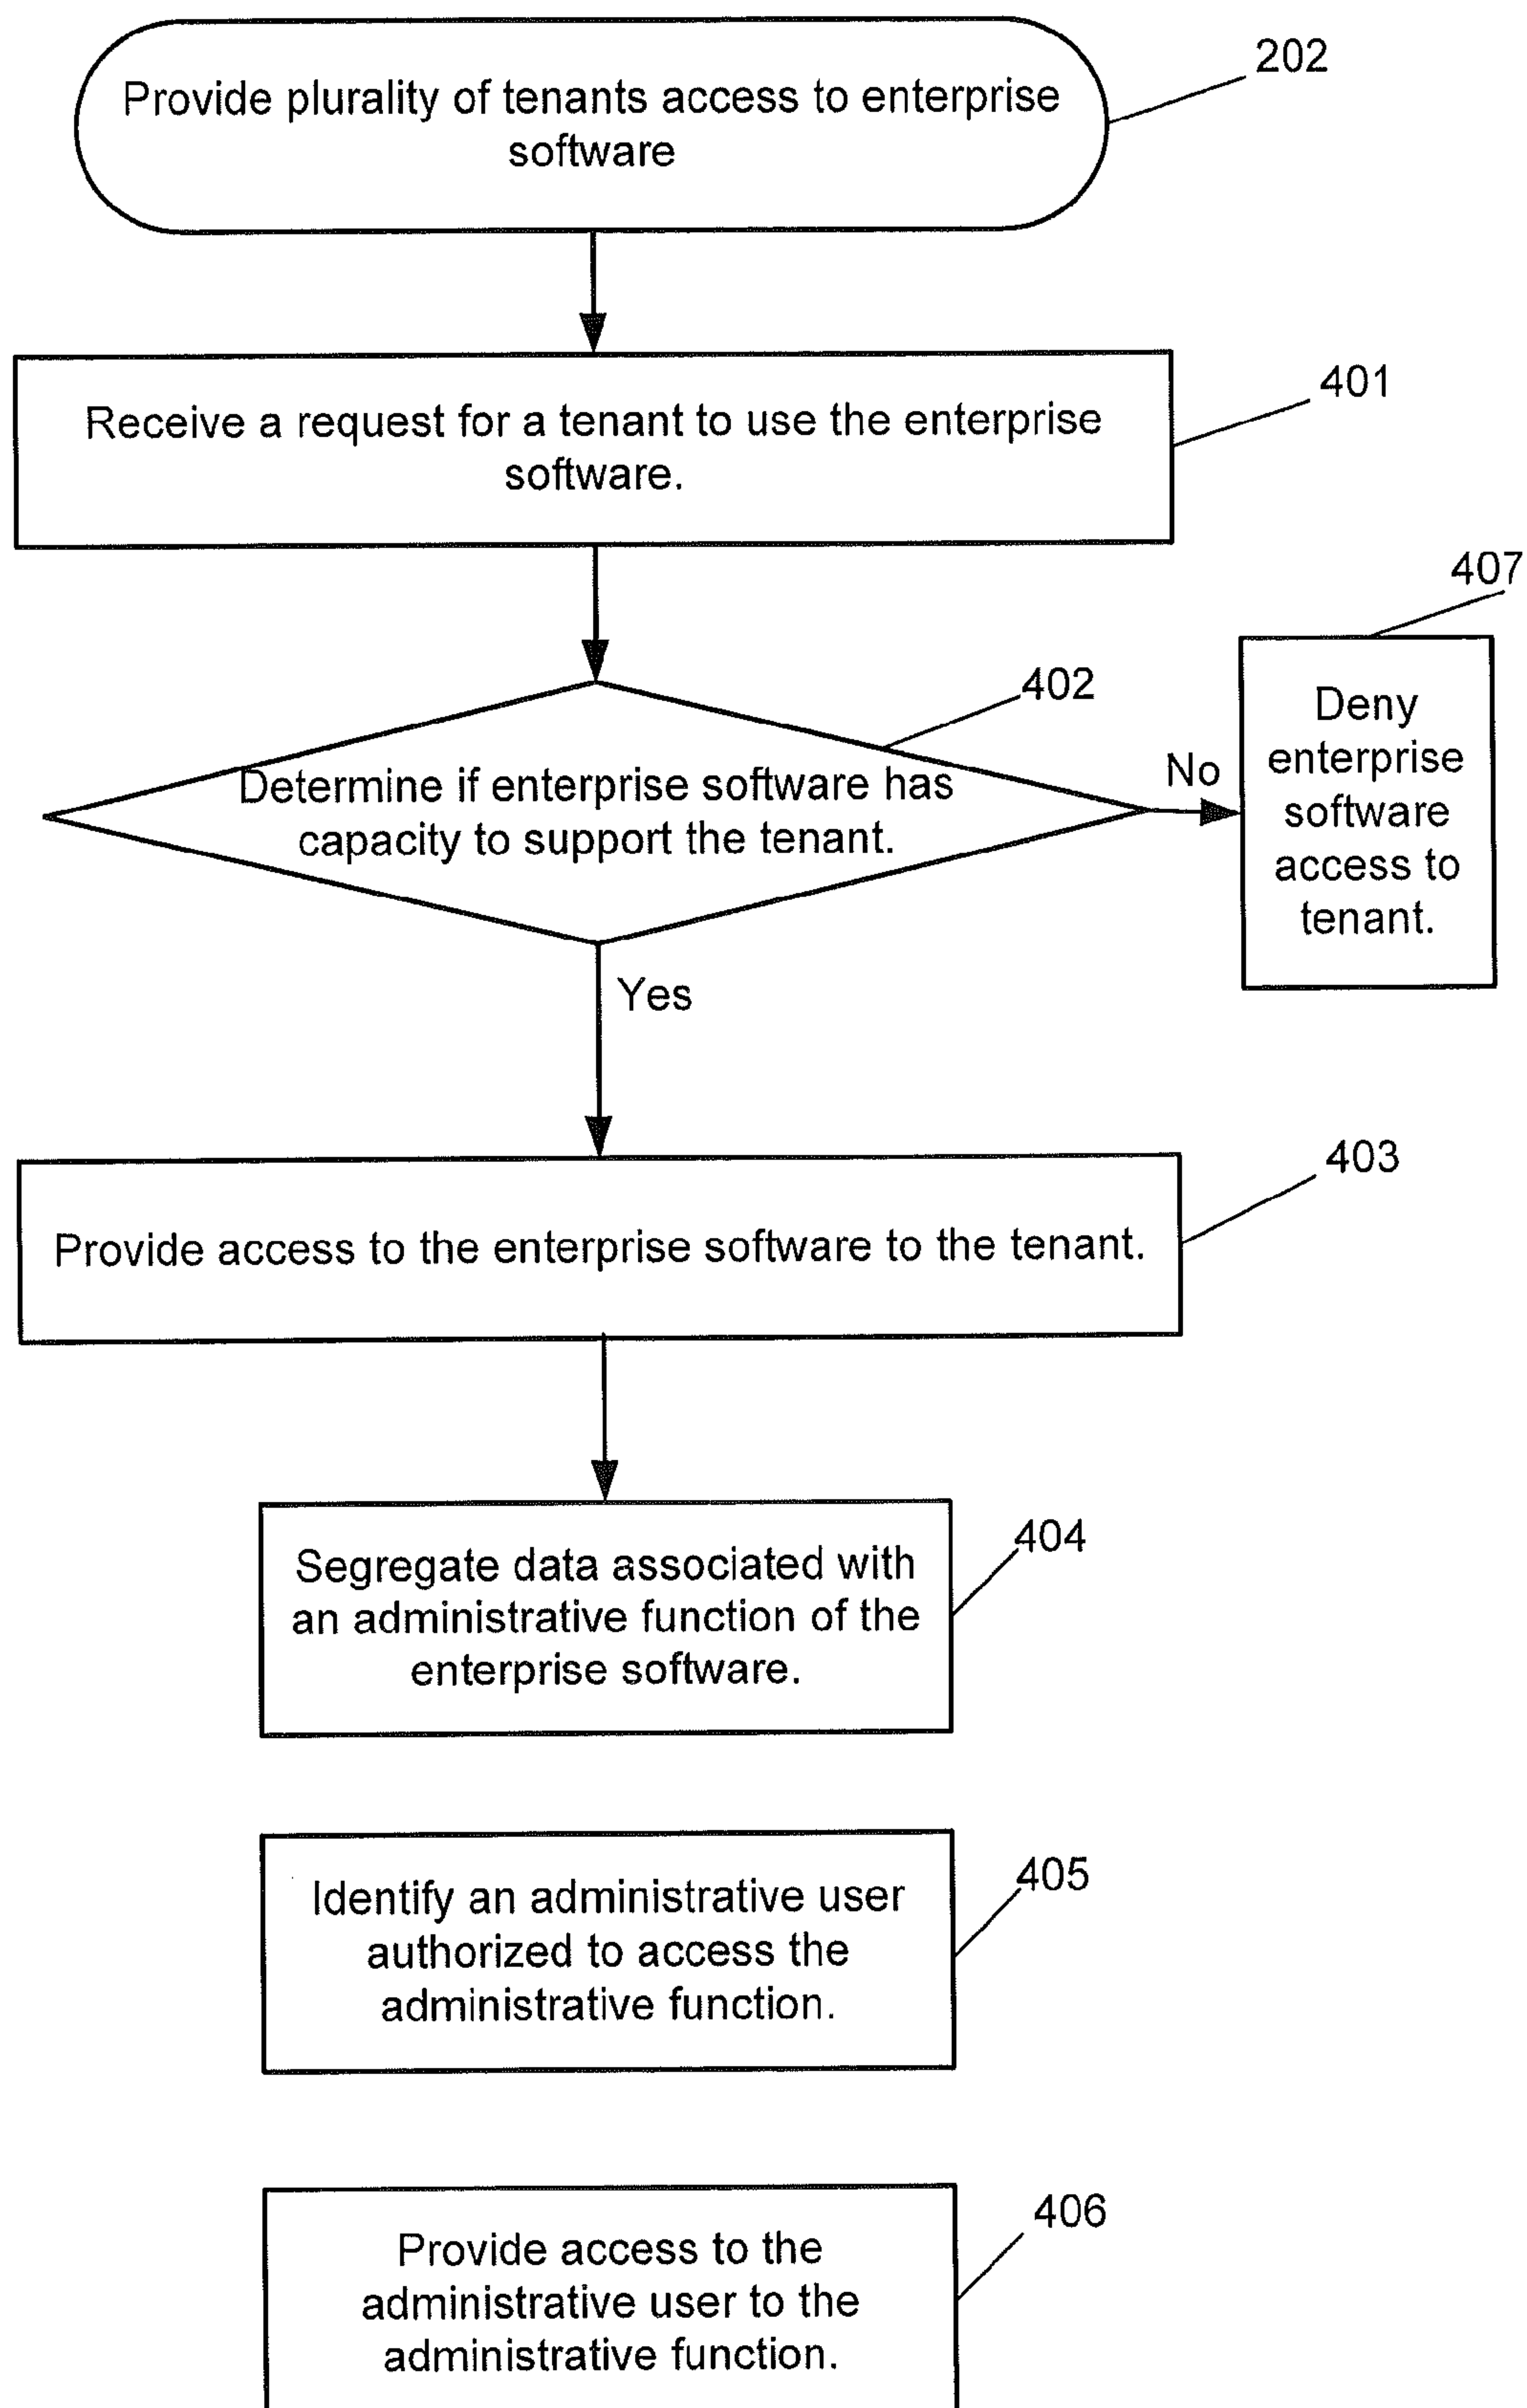 Provide plurality of tenants access to enterprise
software
202
Receive a request for a tenant to use the enterprise
software.
401
402
Determine if enterprise software has
capacity to support the tenant.
No
407
Deny
enterprise
software
access to
tenant.
Yes
Provide access to the enterprise software to the tenant.
403
Segregate data associated with
an administrative function of the
enterprise software.
404
Identify an administrative user
authorized to access the
administrative function.
405
Provide access to the
administrative user to the
administrative function.
406